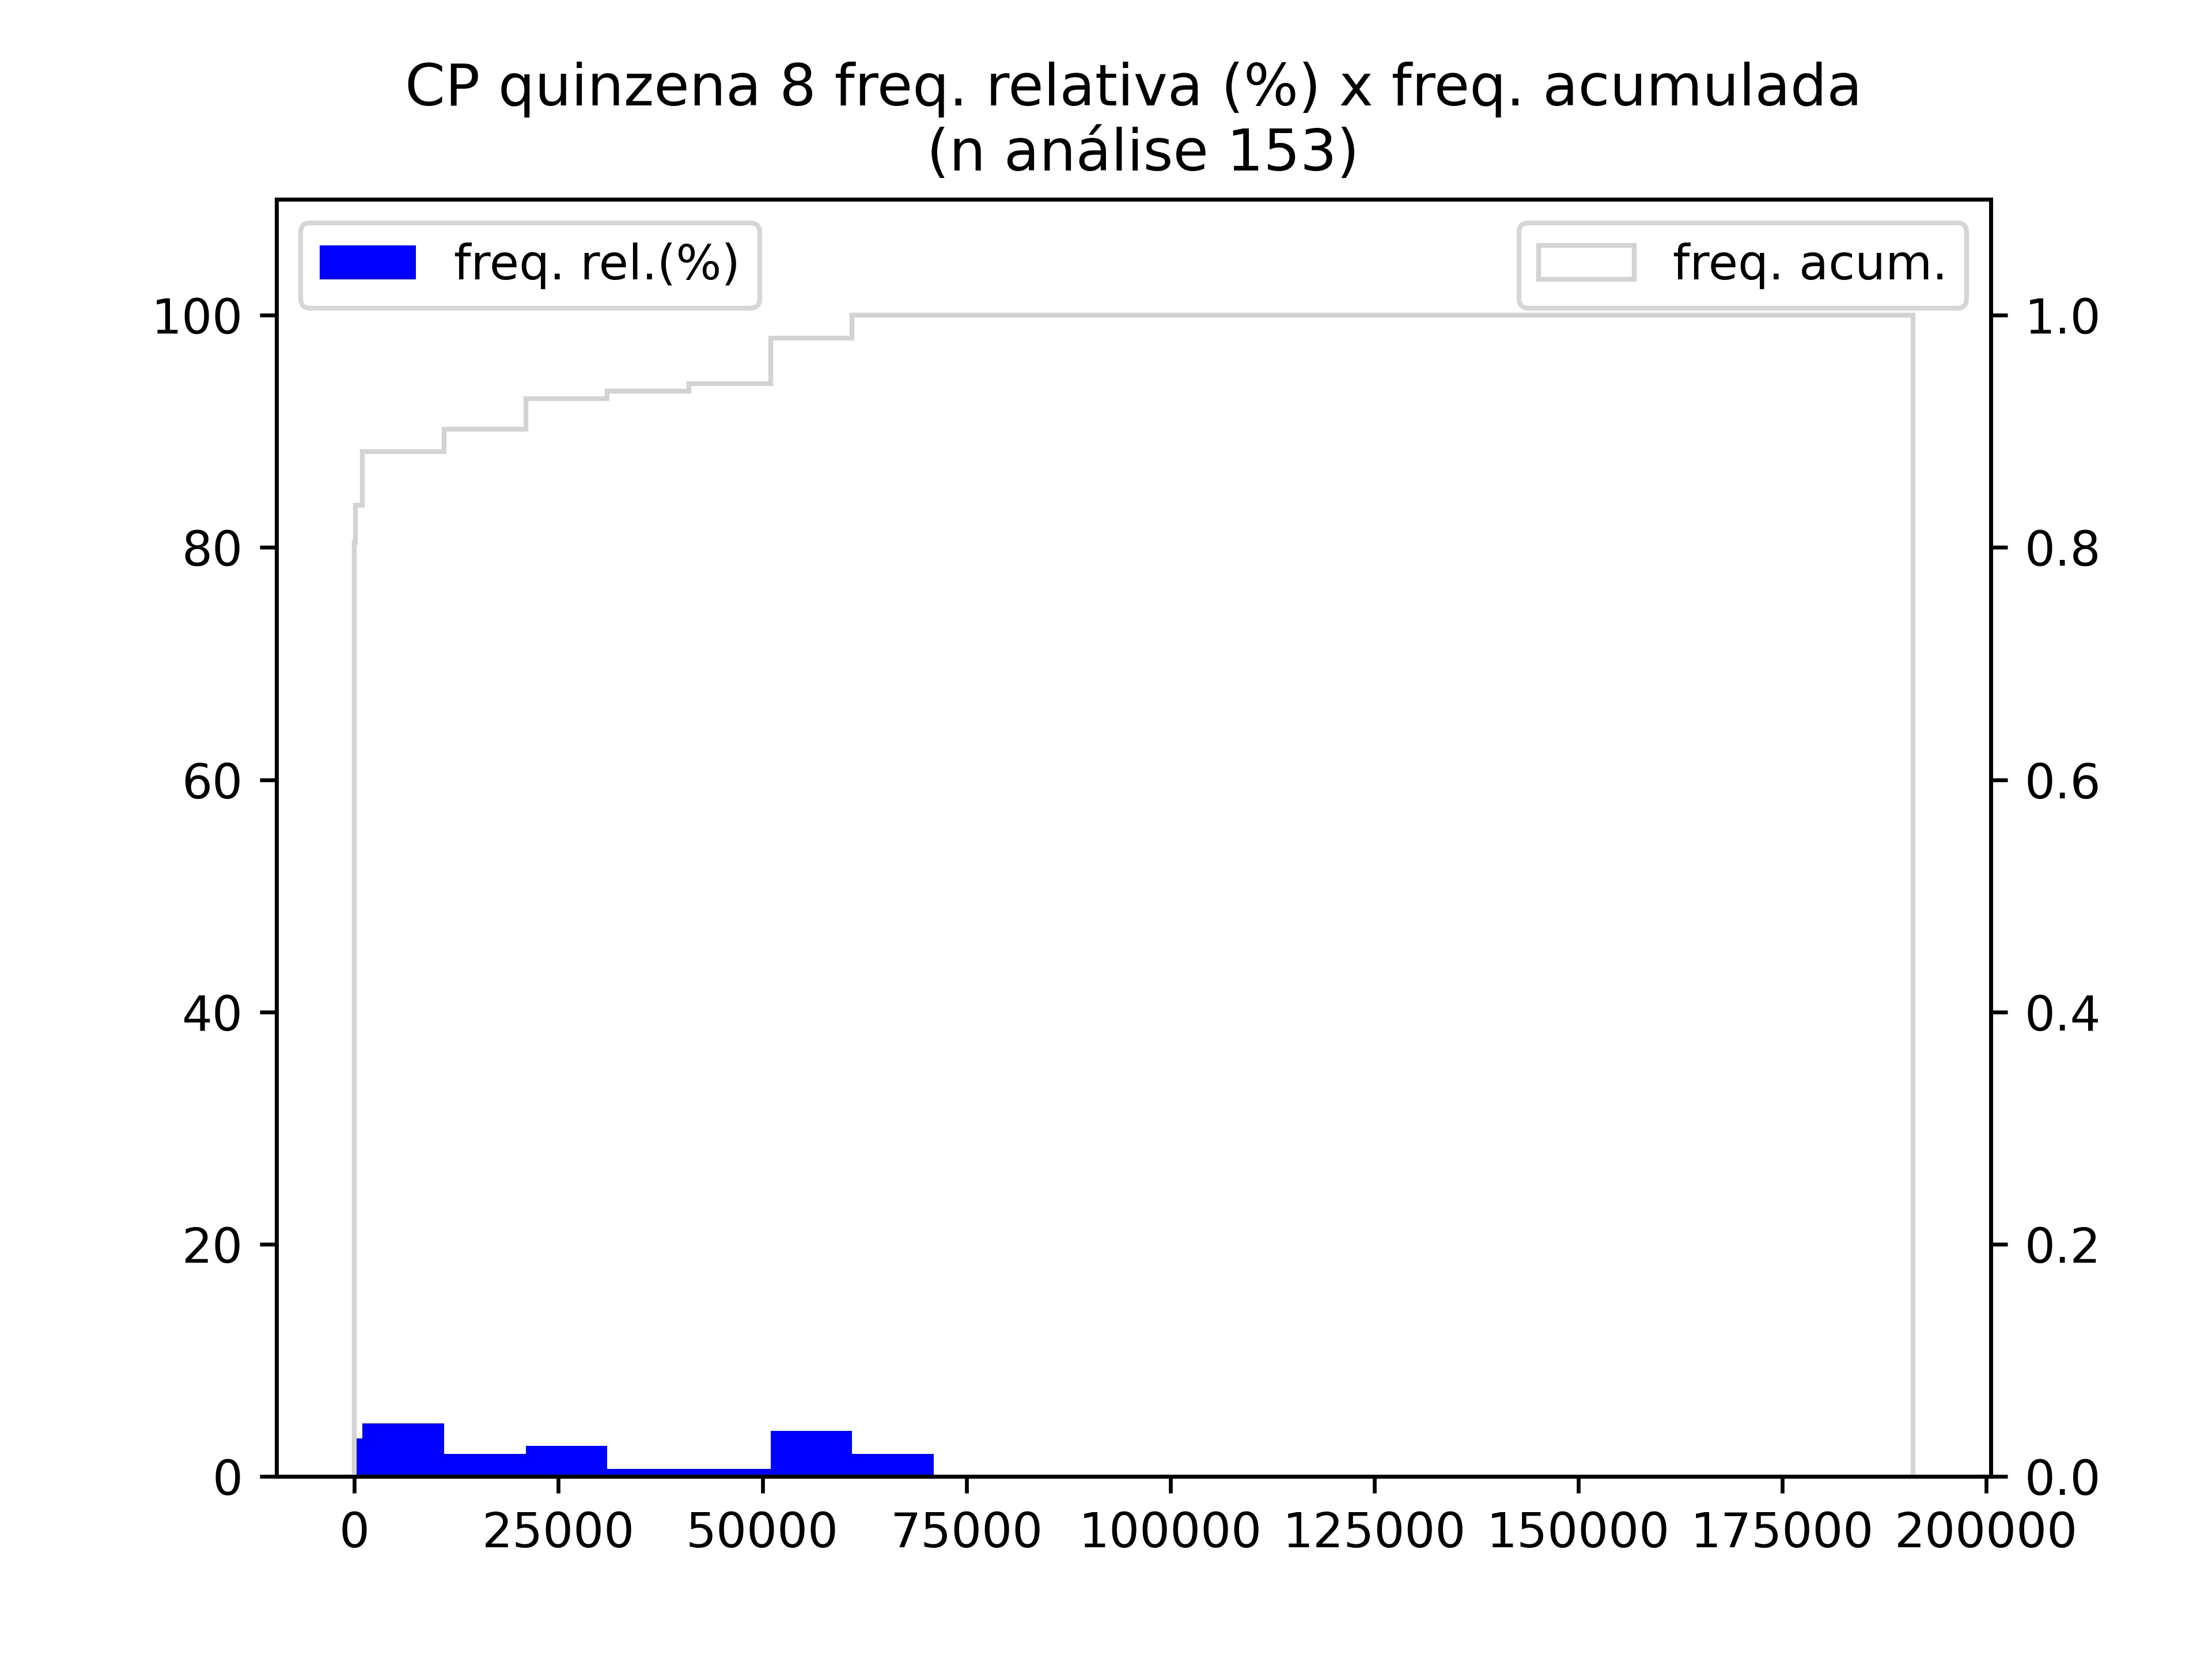 CP quinzena 8 freq. relativa (%) x freq. acumulada
(n análise 153)
freq. rel.(%)
freq. acum.
100
80
60
40
20
0
1.0
0.8
0.6
0.4
0.2
0.0
0 25000 50000 75000 100000 125000 150000 175000 200000